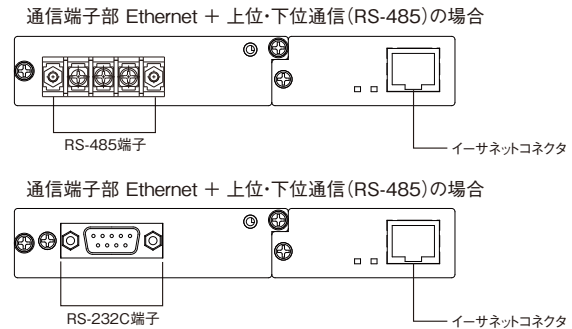 通信端子部 Ethernet ＋ 上位・下位通信（RS-485）の場合
RS-485端子
イーサネットコネクタ
通信端子部 Ethernet ＋ 上位・下位通信（RS-485）の場合
RS-232C端子
イーサネットコネクタ